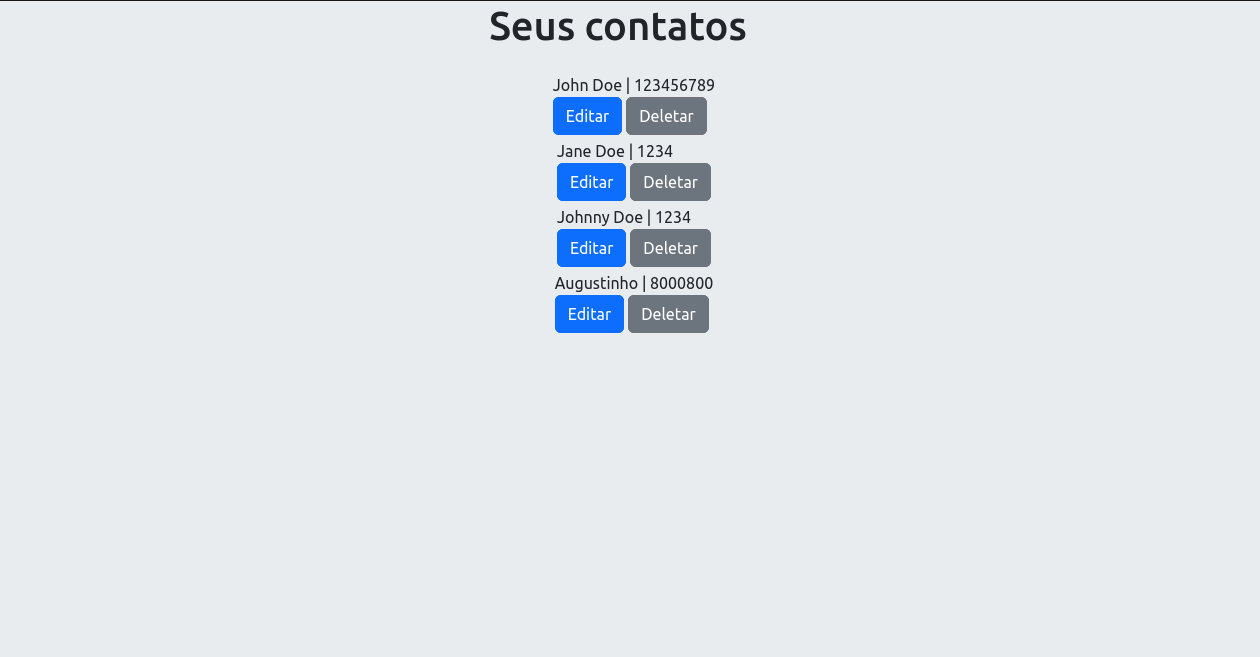 Seus contatos
John Doe | 123456789
Editar Deletar
Jane Doe | 1234
Editar Deletar
Johnny Doe | 1234
Editar Deletar
Augustinho | 8000800
Editar Deletar